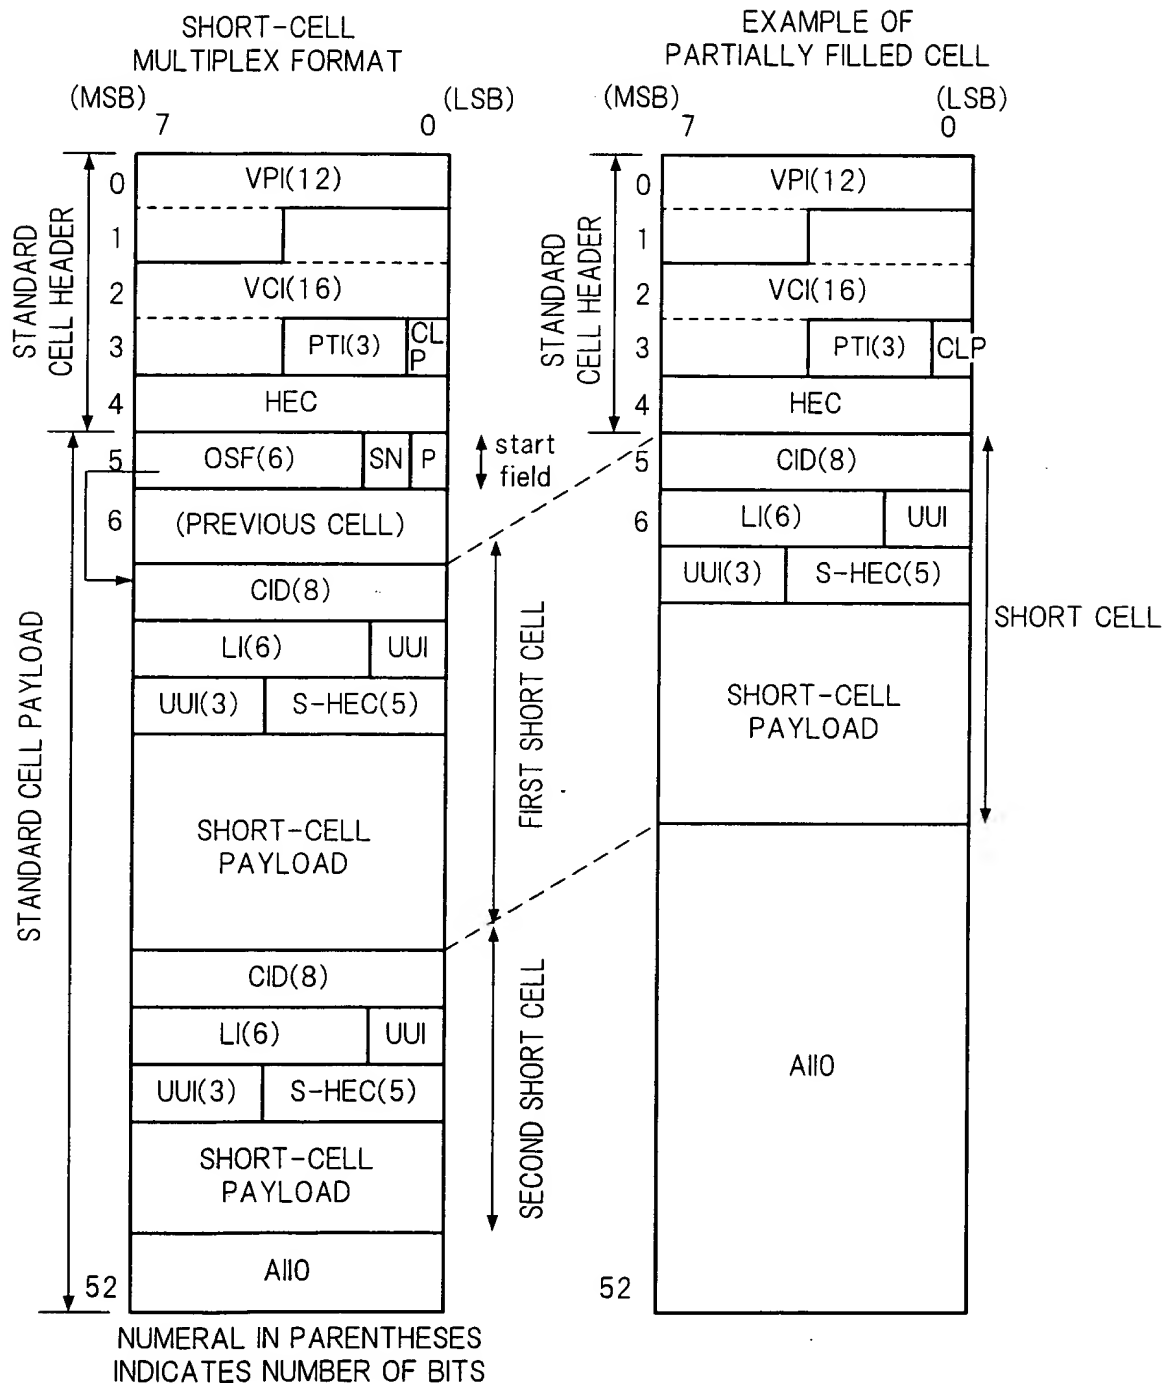 SHORT-CELL
MULTIPLEX FORMAT
(MSB)
7
(LSB)
0
STANDARD
CELL HEADER
0
VPI(12)
1
2
VCI(16)
3
PTI(3)
CL
P
4
HEC
STANDARD CELL PAYLOAD
5
OSF(6)
SN
P
start
field
6
(PREVIOUS CELL)
CID(8)
LI(6)
UUI
UUI(3)
S-HEC(5)
SHORT-CELL
PAYLOAD
FIRST SHORT CELL
CID(8)
LI(6)
UUI
UUI(3)
S-HEC(5)
SHORT-CELL
PAYLOAD
SECOND SHORT CELL
All0
52
NUMERAL IN PARENTHESES
INDICATES NUMBER OF BITS
EXAMPLE OF
PARTIALLY FILLED CELL
(MSB)
7
(LSB)
0
STANDARD
CELL HEADER
0
VPI(12)
1
2
VCI(16)
3
PTI(3)
CLP
4
HEC
5
CID(8)
6
LI(6)
UUI
UUI(3)
S-HEC(5)
SHORT-CELL
PAYLOAD
SHORT CELL
All0
52